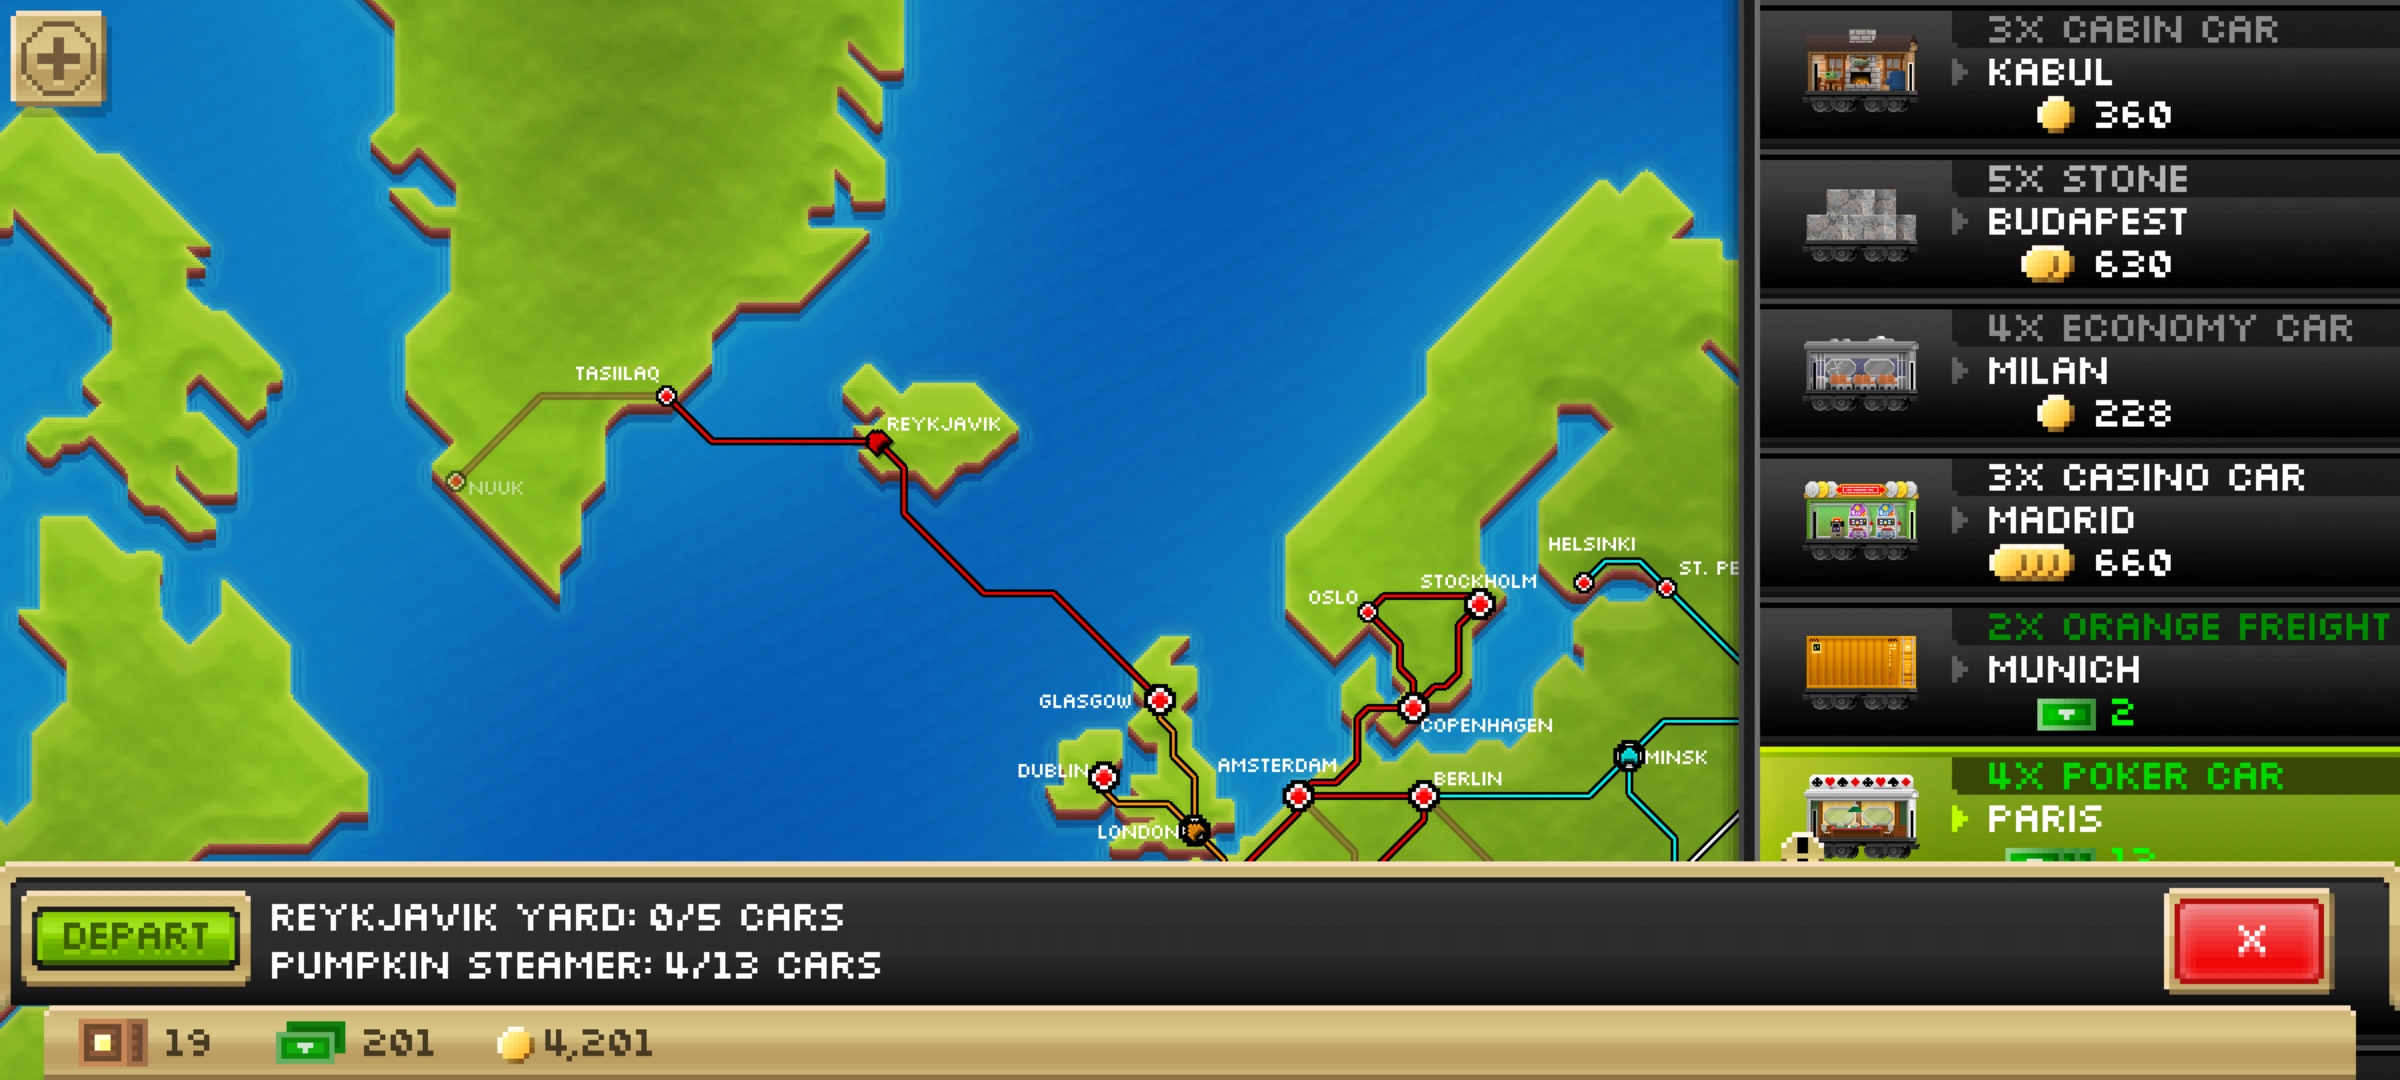 3X CABIN CAR
KABUL
360
5X STONE
BUDAPEST
630
4X ECONOMY CAR
MILAN
228
3X CASINO CAR
MADRID
660
2X ORANGE FREIGHT
MUNICH
2
4X POKER CAR
PARIS
TASIILAQ
REYKJAVIK
NUUK
HELSINKI
ST. PE
STOCKHOLM
OSLO
GLASGOW
COPENHAGEN
MINSK
AMSTERDAM
BERLIN
DUBLIN
LONDON
DEPART
REYKJAVIK YARD: 0/5 CARS
PUMPKIN STEAMER: 4/13 CARS
X
19
201
4,201